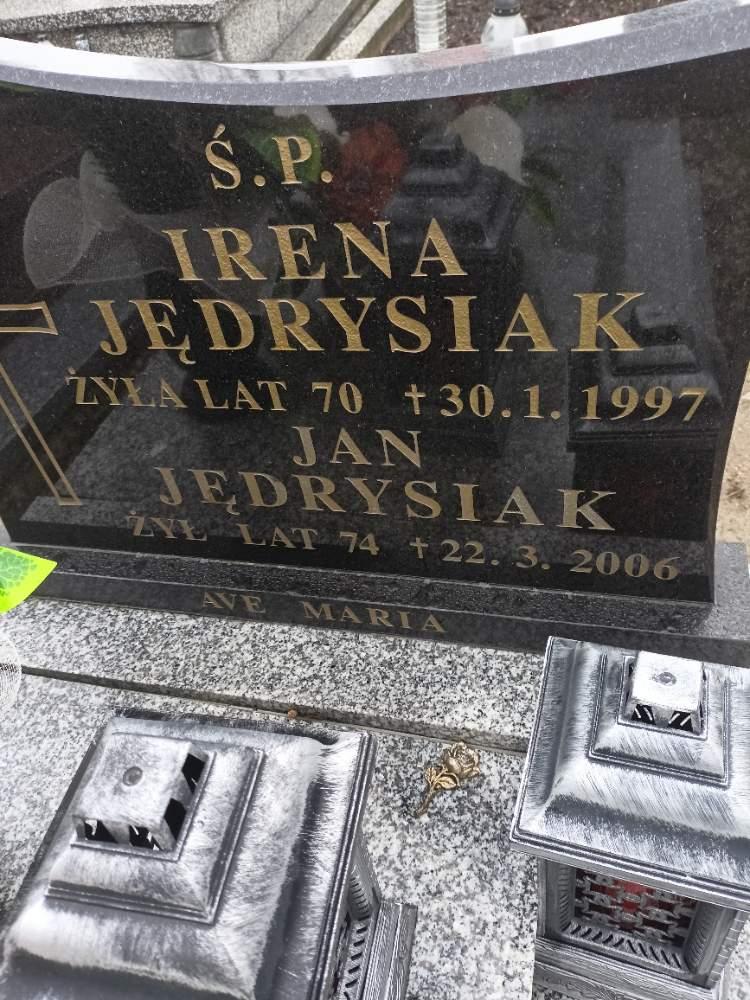 Ś.P.
IRENA
JĘDRYSIAK
ŻYŁA LAT 70 ✝30.1.1997
JAN
JĘDRYSIAK
ŻYŁ LAT 74 ✝22.3.2006
AVE MARIA